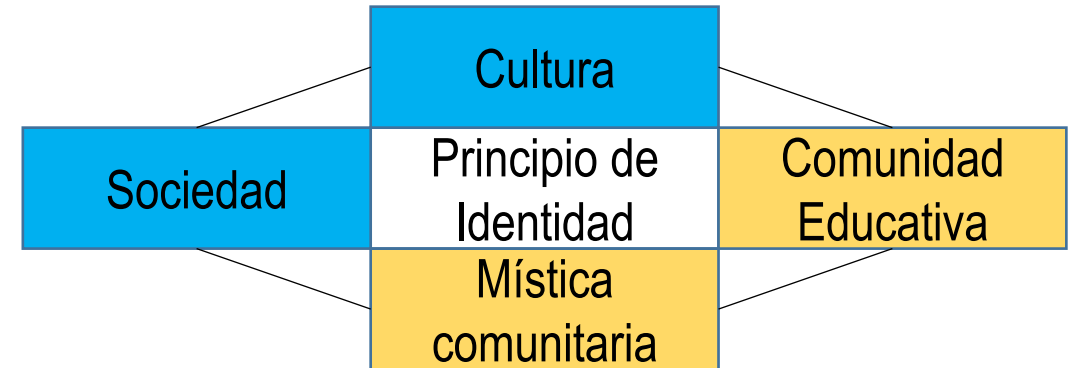 Cultura
Sociedad
Principio de
Identidad
Comunidad
Educativa
Mística
comunitaria